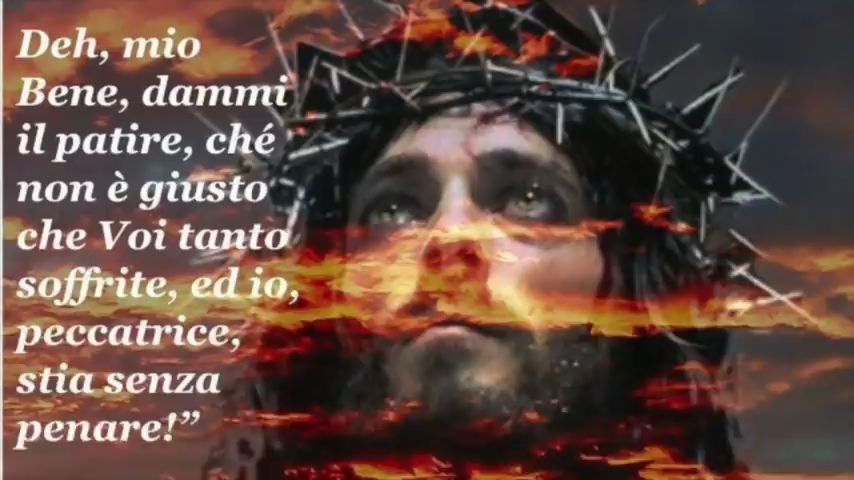 Deh, mio
Bene, dammi
il patire, ché
non è giusto
che Voi tanto
soffrite, ed io,
peccatrice,
stia senza
penare!”